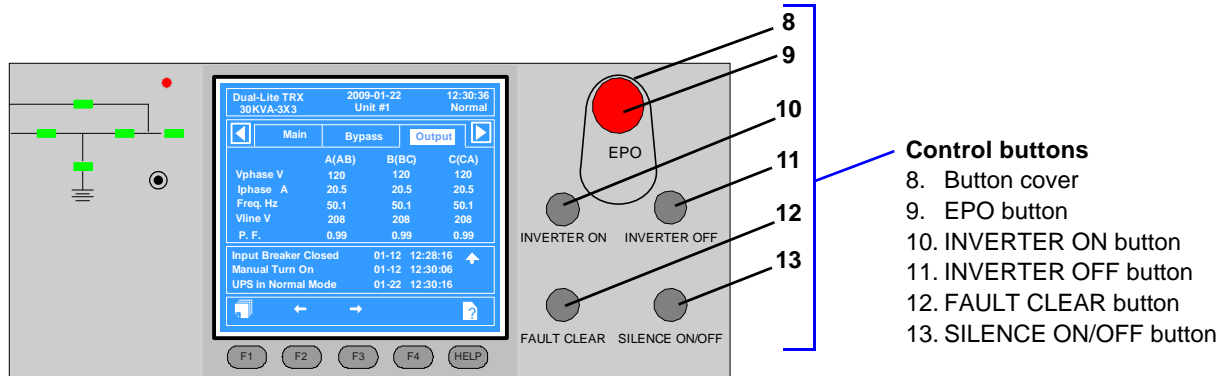 8
9
10
11
12
13
Dual-Lite TRX 2009-01-22 12:30:36
30KVA-3X3 Unit #1 Normal
Main Bypass Output
A(AB) B(BC) C(CA)
Vphase V 120 120 120
Iphase A 20.5 20.5 20.5
Freq. Hz 50.1 50.1 50.1
Vline V 208 208 208
P. F. 0.99 0.99 0.99
Input Breaker Closed 01-12 12:28:16
Manual Turn On 01-12 12:30:06
UPS in Normal Mode 01-22 12:30:16
?
F1 F2 F3 F4 HELP
EPO
INVERTER ON INVERTER OFF
FAULT CLEAR SILENCE ON/OFF
Control buttons
8. Button cover
9. EPO button
10. INVERTER ON button
11. INVERTER OFF button
12. FAULT CLEAR button
13. SILENCE ON/OFF button